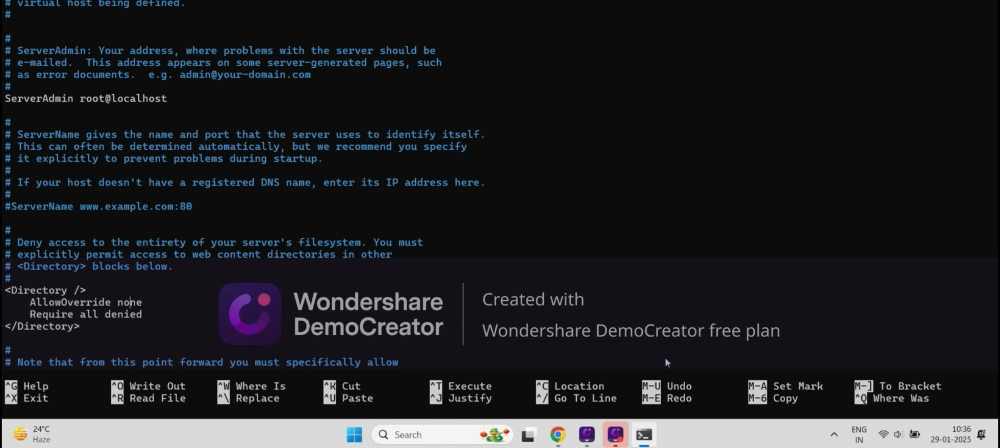 # virtual host being defined.
#
#
# ServerAdmin: Your address, where problems with the server should be
# e-mailed.  This address appears on some server-generated pages, such
# as error documents.  e.g. admin@your-domain.com
#
ServerAdmin root@localhost
#
# ServerName gives the name and port that the server uses to identify itself.
# This can often be determined automatically, but we recommend you specify
# it explicitly to prevent problems during startup.
#
# If your host doesn't have a registered DNS name, enter its IP address here.
#
#ServerName www.example.com:80
#
# Deny access to the entirety of your server's filesystem. You must
# explicitly permit access to web content directories in other
# <Directory> blocks below.
#
<Directory />
    AllowOverride none
    Require all denied
</Directory>
Wondershare
DemoCreator
Created with
Wondershare DemoCreator free plan
#
# Note that from this point forward you must specifically allow
^G Help ^O Write Out ^W Where Is ^K Cut ^T Execute ^C Location M-U Undo M-A Set Mark M-] To Bracket
^X Exit ^R Read File ^\ Replace ^U Paste ^J Justify ^/ Go To Line M-E Redo M-6 Copy ^Q Where Was
24°C
Haze
Search
ENG
IN
10:36
29-01-2025